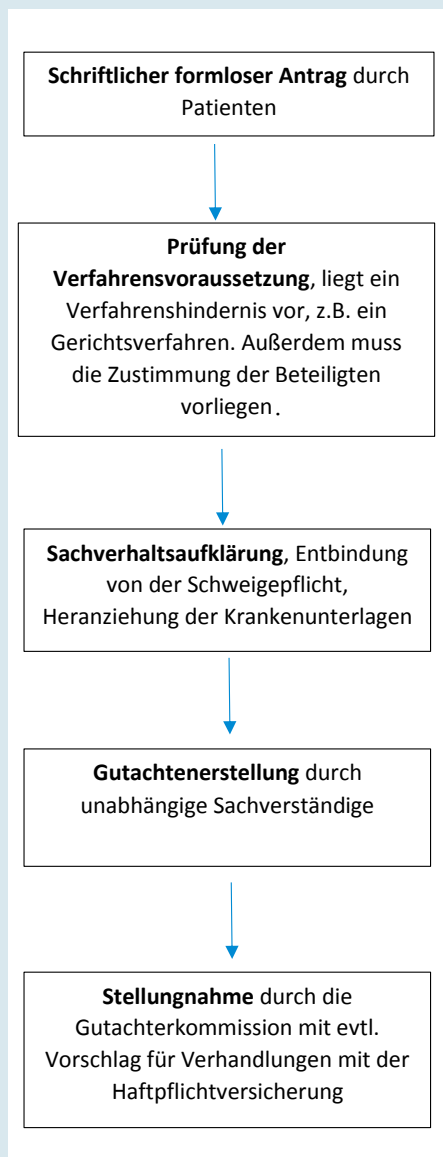 Schriftlicher formloser Antrag durch
Patienten
Prüfung der
Verfahrensvoraussetzung, liegt ein
Verfahrenshindernis vor, z.B. ein
Gerichtsverfahren. Außerdem muss
die Zustimmung der Beteiligten
vorliegen.
Sachverhaltsaufklärung, Entbindung
von der Schweigepflicht,
Heranziehung der Krankenunterlagen
Gutachtenerstellung durch
unabhängige Sachverständige
Stellungnahme durch die
Gutachterkommission mit evtl.
Vorschlag für Verhandlungen mit der
Haftpflichtversicherung